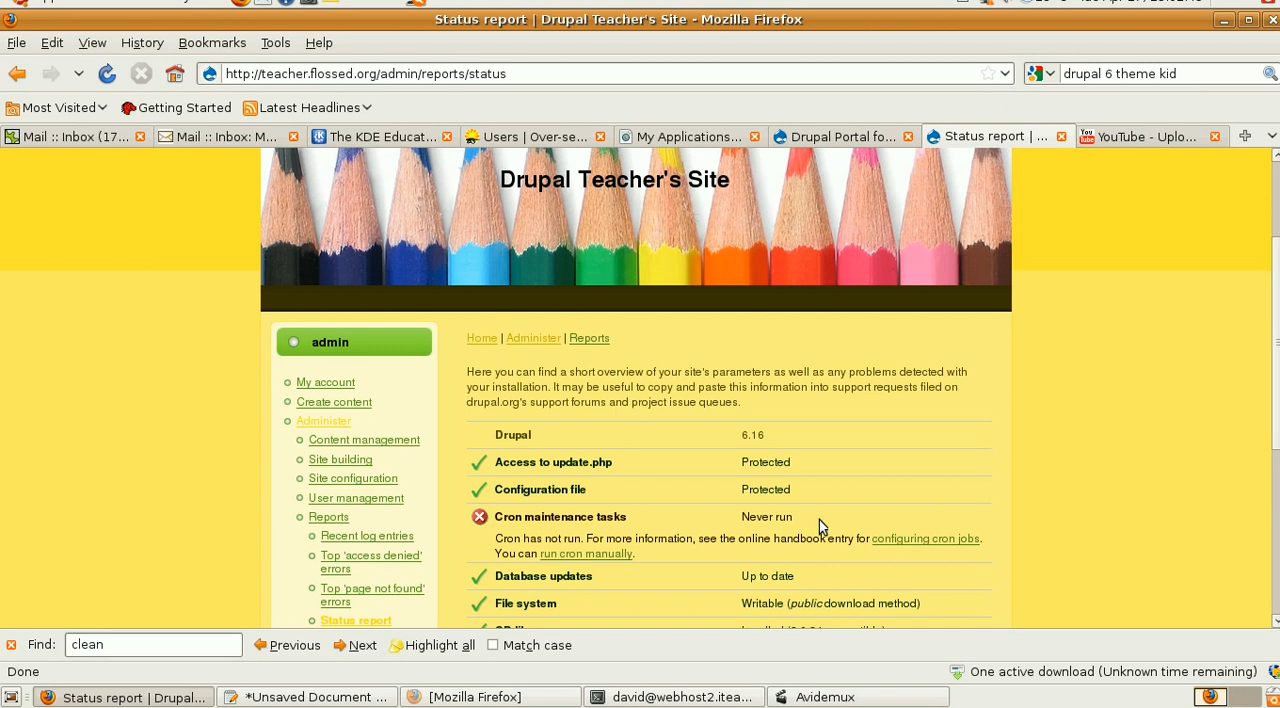 Status report | Drupal Teacher's Site - Mozilla Firefox
File Edit View History Bookmarks Tools Help
http://teacher.flossed.org/admin/reports/status
drupal 6 theme kid
Most Visited Getting Started Latest Headlines
Mail :: Inbox (17... Mail :: Inbox: M... The KDE Educat... Users | Over-se... My Applications... Drupal Portal fo... Status report | ... YouTube - Uplo...
Drupal Teacher's Site
admin
My account
Create content
Administer
Content management
Site building
Site configuration
User management
Reports
Recent log entries
Top 'access denied'
errors
Top 'page not found'
errors
Status report
Home | Administer | Reports
Here you can find a short overview of your site's parameters as well as any problems detected with
your installation. It may be useful to copy and paste this information into support requests filed on
drupal.org's support forums and project issue queues.
Drupal 6.16
Access to update.php Protected
Configuration file Protected
Cron maintenance tasks Never run
Cron has not run. For more information, see the online handbook entry for configuring cron jobs.
You can run cron manually.
Database updates Up to date
File system Writable (public download method)
Find: clean Previous Next Highlight all Match case
Done One active download (Unknown time remaining)
Status report | Drupal... *Unsaved Document ... [Mozilla Firefox] david@webhost2.itea... Avidemux